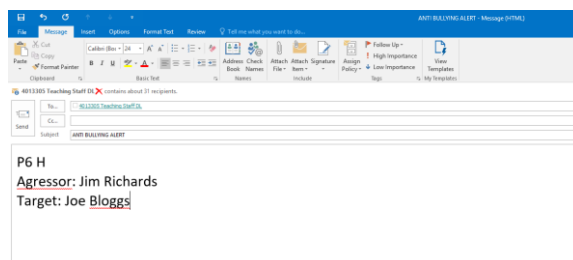 ANTI BULLYING ALERT - Message (HTML)
File Message Insert Options Format Text Review Tell me what you want to do...
Paste
Cut
Copy
Format Painter
Clipboard
Calibri (Bo 24 A A
B I U A
Basic Text
Address Book
Check Names
Names
Attach File
Attach Item
Signature
Include
Assign Policy
Follow Up
High Importance
Low Importance
Tags
View Templates
My Templates
4013305 Teaching Staff DL contains about 31 recipients.
Send
To... 4013305 Teaching Staff DL
Cc...
Subject ANTI BULLYING ALERT
P6 H
Agressor: Jim Richards
Target: Joe Bloggs